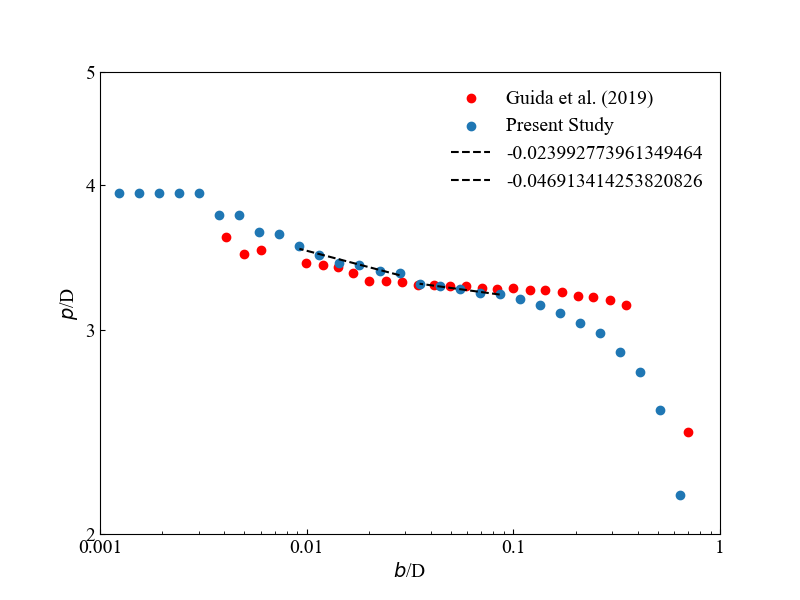 5
Guida et al. (2019)
Present Study
-0.023992773961349464
-0.046913414253820826
4
p/D
3
2
0.001
0.01
0.1
1
b/D